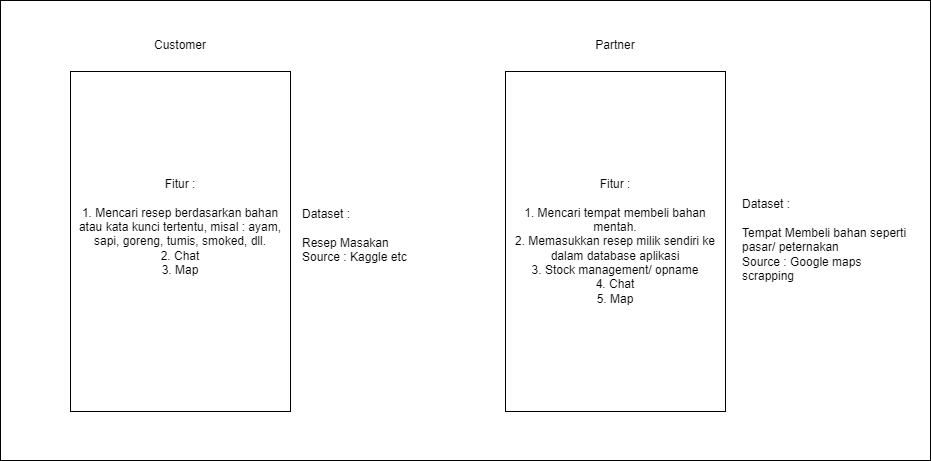 Customer
Fitur :
1. Mencari resep berdasarkan bahan
atau kata kunci tertentu, misal : ayam,
sapi, goreng, tumis, smoked, dll.
2. Chat
3. Map
Dataset :
Resep Masakan
Source : Kaggle etc
Partner
Fitur :
1. Mencari tempat membeli bahan
mentah.
2. Memasukkan resep milik sendiri ke
dalam database aplikasi
3. Stock management/ opname
4. Chat
5. Map
Dataset :
Tempat Membeli bahan seperti
pasar/ peternakan
Source : Google maps
scrapping